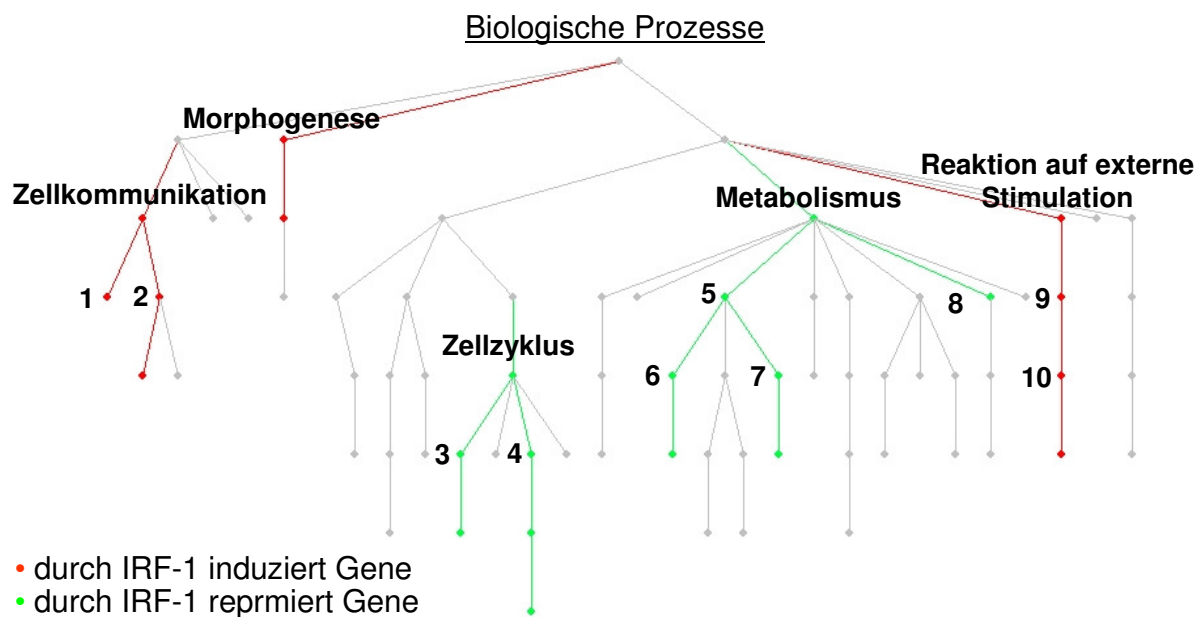 Biologische Prozesse
Morphogenese
Reaktion auf externe
Stimulation
Zellkommunikation
Metabolismus
1
2
5
8
9
Zellzyklus
6
7
10
3
4
durch IRF-1 induziert Gene
durch IRF-1 reprmiert Gene